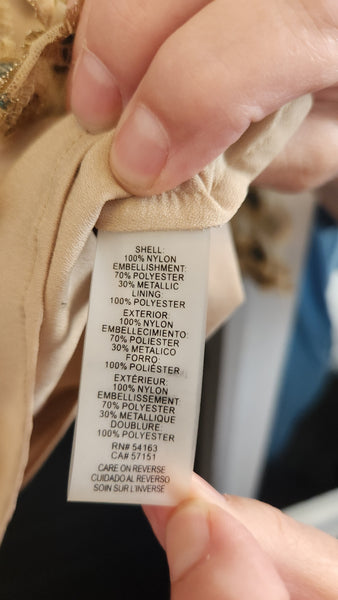 SHELL:
100% NYLON
EMBELLISHMENT:
70% POLYESTER
30% METALLIC
LINING
100% POLYESTER
EXTERIOR:
100% NYLON
EMBELLECIMIENTO:
70% POLIÉSTER
30% METALICO
FORRO:
100% POLIÉSTER
EXTÉRIEUR:
100% NYLON
EMBELLISSEMENT
70% POLYESTER
30% METALLIQUE
DOUBLURE:
100% POLYESTER
RN# 54163
CA# 57151
CARE ON REVERSE
CUIDADO AL REVERSO
SOIN SUR L'INVERSE